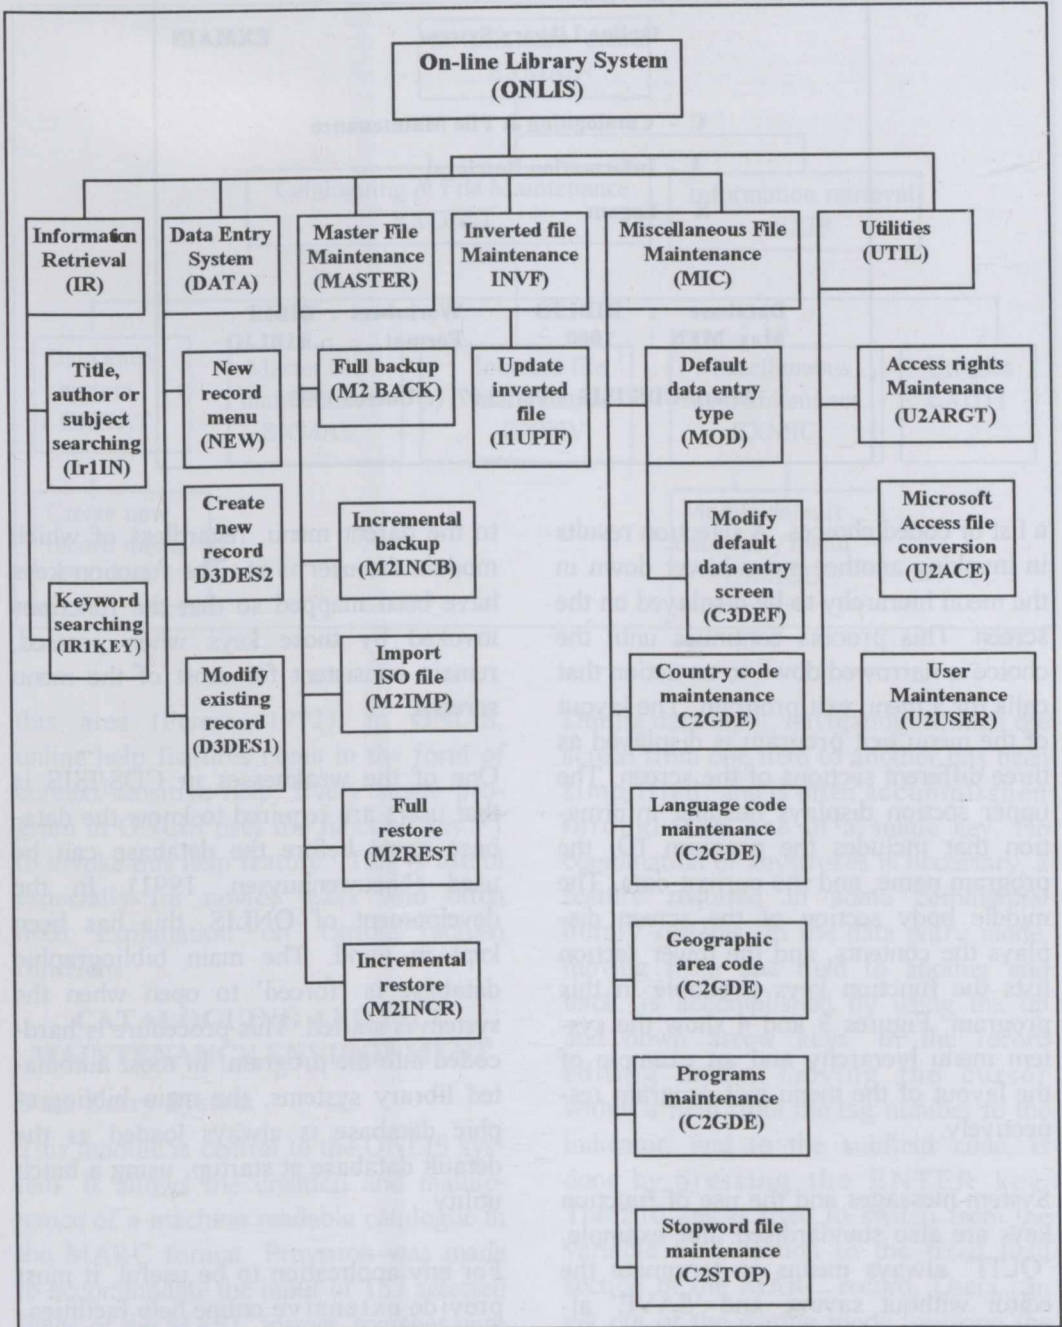 On-line Library System
(ONLIS)
Information
Retrieval
(IR)
Data Entry
System
(DATA)
Master File
Maintenance
(MASTER)
Inverted file
Maintenance
INVF)
Miscellaneous File
Maintenance
(MIC)
Utilities
(UTIL)
Title,
author or
subject
searching
(Ir1IN)
Keyword
searching
(IR1KEY)
New
record
menu
(NEW)
Create
new
record
D3DES2
Modify
existing
record
(D3DES1)
Full backup
(M2 BACK)
Incremental
backup
(M2INCB)
Import
ISO file
(M2IMP)
Full
restore
(M2REST)
Incremental
restore
(M2INCR)
Update
inverted
file
(I1UPIF)
Default
data entry
type
(MOD)
Modify
default
data entry
screen
(C3DEF)
Country code
maintenance
C2GDE)
Language code
maintenance
(C2GDE)
Geographic
area code
(C2GDE)
Programs
maintenance
(C2GDE)
Stopword file
maintenance
(C2STOP)
Access rights
Maintenance
(U2ARGT)
Microsoft
Access file
conversion
(U2ACE)
User
Maintenance
(U2USER)